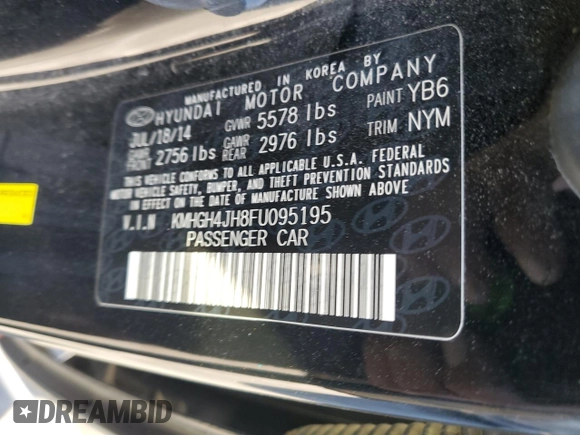 MANUFACTURED IN KOREA BY
HYUNDAI MOTOR COMPANY
JUL/18/14 GVWR 5578 lbs PAINT YB6
GAWR FRONT 2756 lbs GAWR REAR 2976 lbs TRIM NYM
THIS VEHICLE CONFORMS TO ALL APPLICABLE U.S.A. FEDERAL
MOTOR VEHICLE SAFETY, BUMPER, AND THEFT PREVENTION STANDARDS
IN EFFECT ON THE DATE OF MANUFACTURE SHOWN ABOVE.
V.I.N KMHGH4JH8FU095195
PASSENGER CAR
DREAMBID